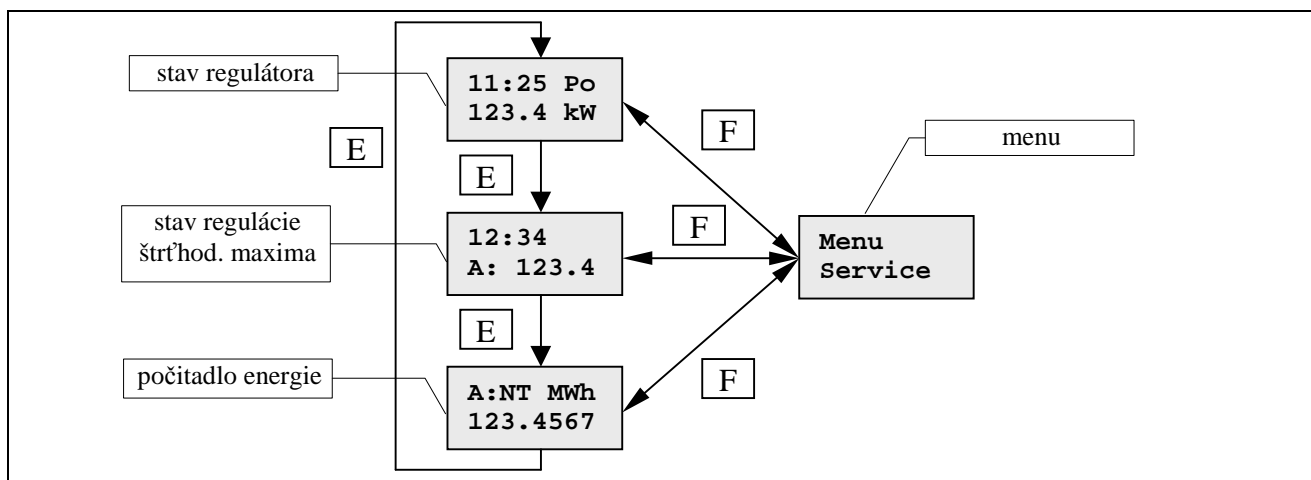 stav regulátora
11:25 Po
123.4 kW
E
F
menu
E
stav regulácie
štrťhod. maxima
12:34
A: 123.4
F
Menu
Service
E
počitadlo energie
A:NT MWh
123.4567
F